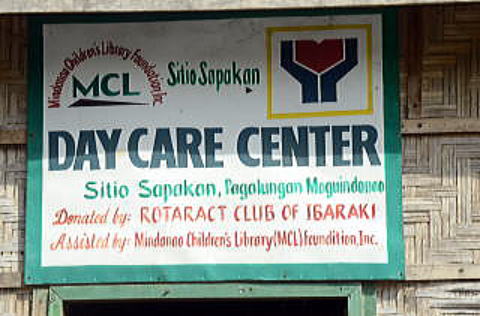 Mindanao Children's Library Foundation, Inc
MCL
Sitio Sapakan
DAY CARE CENTER
Sitio Sapakan, Pagalungan Maguindanao
Donated by: ROTARACT CLUB OF IBARAKI
Assisted by: Mindanao Children's Library (MCL) Foundition, Inc.